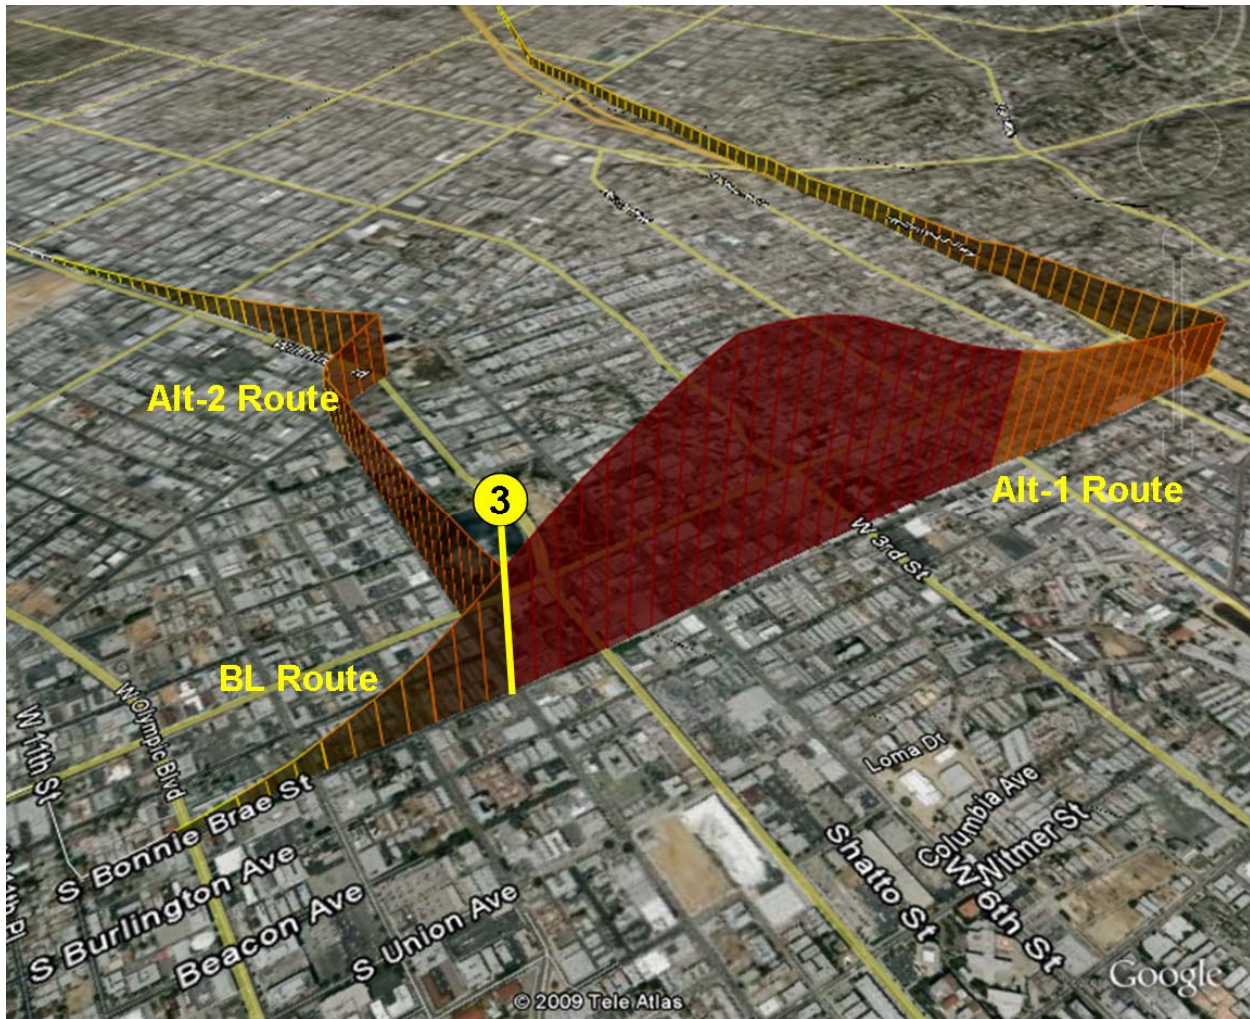 Alt-2 Route
3
Alt-1 Route
W 3rd St
BL Route
W Olympic Blvd
W 11th St
Loma Dr
Columbia Ave
S Bonnie Brae St
Witmer St
S Burlington Ave
Shatto St
W 6th St
Beacon Ave
S Union Ave
Google
© 2009 Tele Atlas